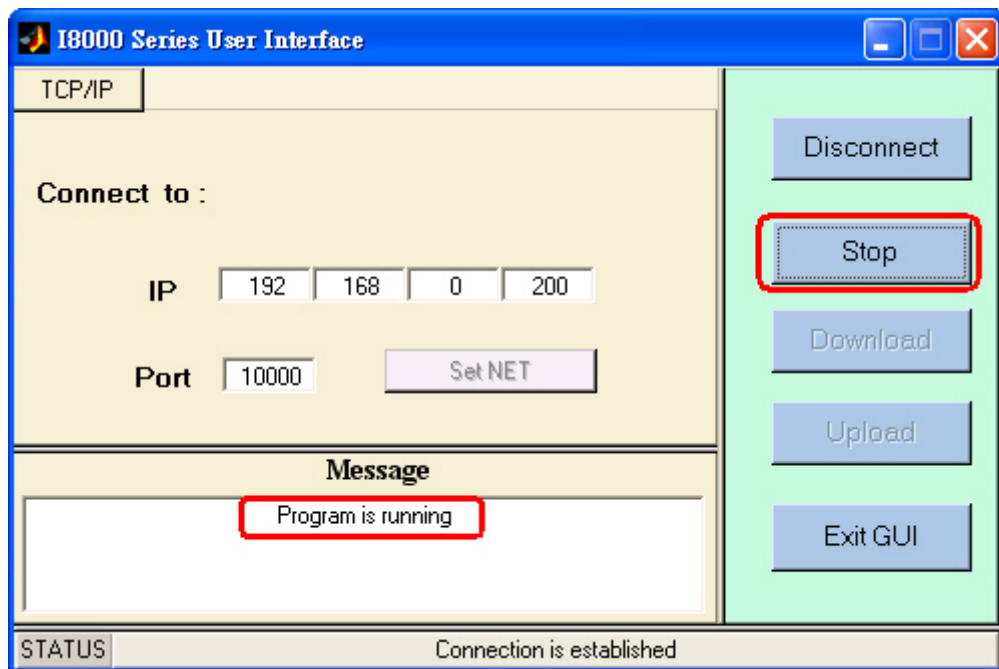 I8000 Series User Interface
TCP/IP
Connect to :
IP 192 168 0 200
Port 10000 Set NET
Message
Program is running
Disconnect
Stop
Download
Upload
Exit GUI
STATUS Connection is established